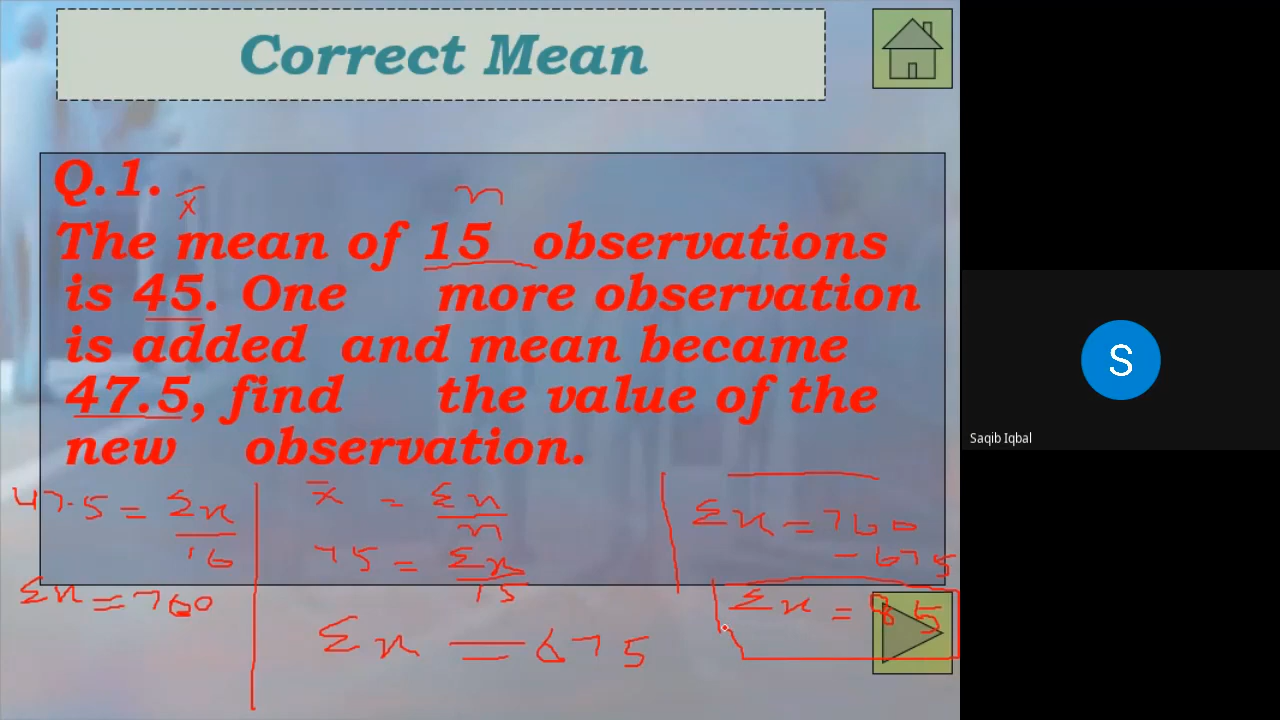 Correct Mean
Q.1.
x̄
n
The mean of 15 observations
is 45. One more observation
is added and mean became
47.5, find the value of the
new observation.
47.5 = Σx/16
Σx = 760
x̄ = Σx/n
45 = Σx/15
Σx = 675
Σx = 760
- 675
Σx = 85
S
Saqib Iqbal